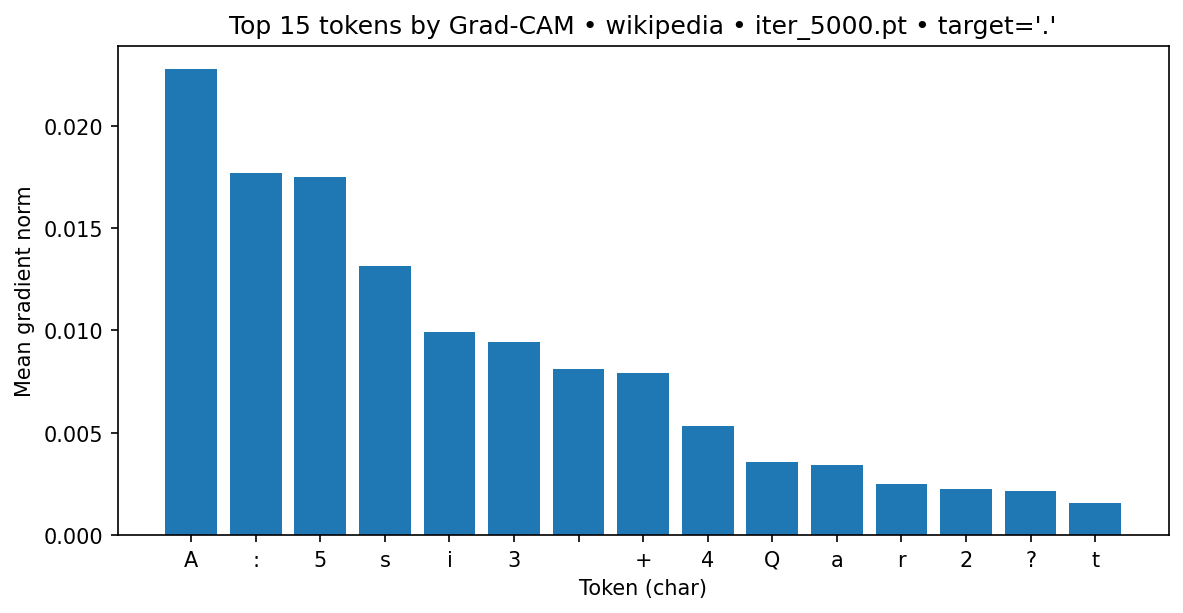 Top 15 tokens by Grad-CAM • wikipedia • iter_5000.pt • target='.'
Mean gradient norm
0.020
0.015
0.010
0.005
0.000
A : 5 s i 3 + 4 Q a r 2 ? t
Token (char)